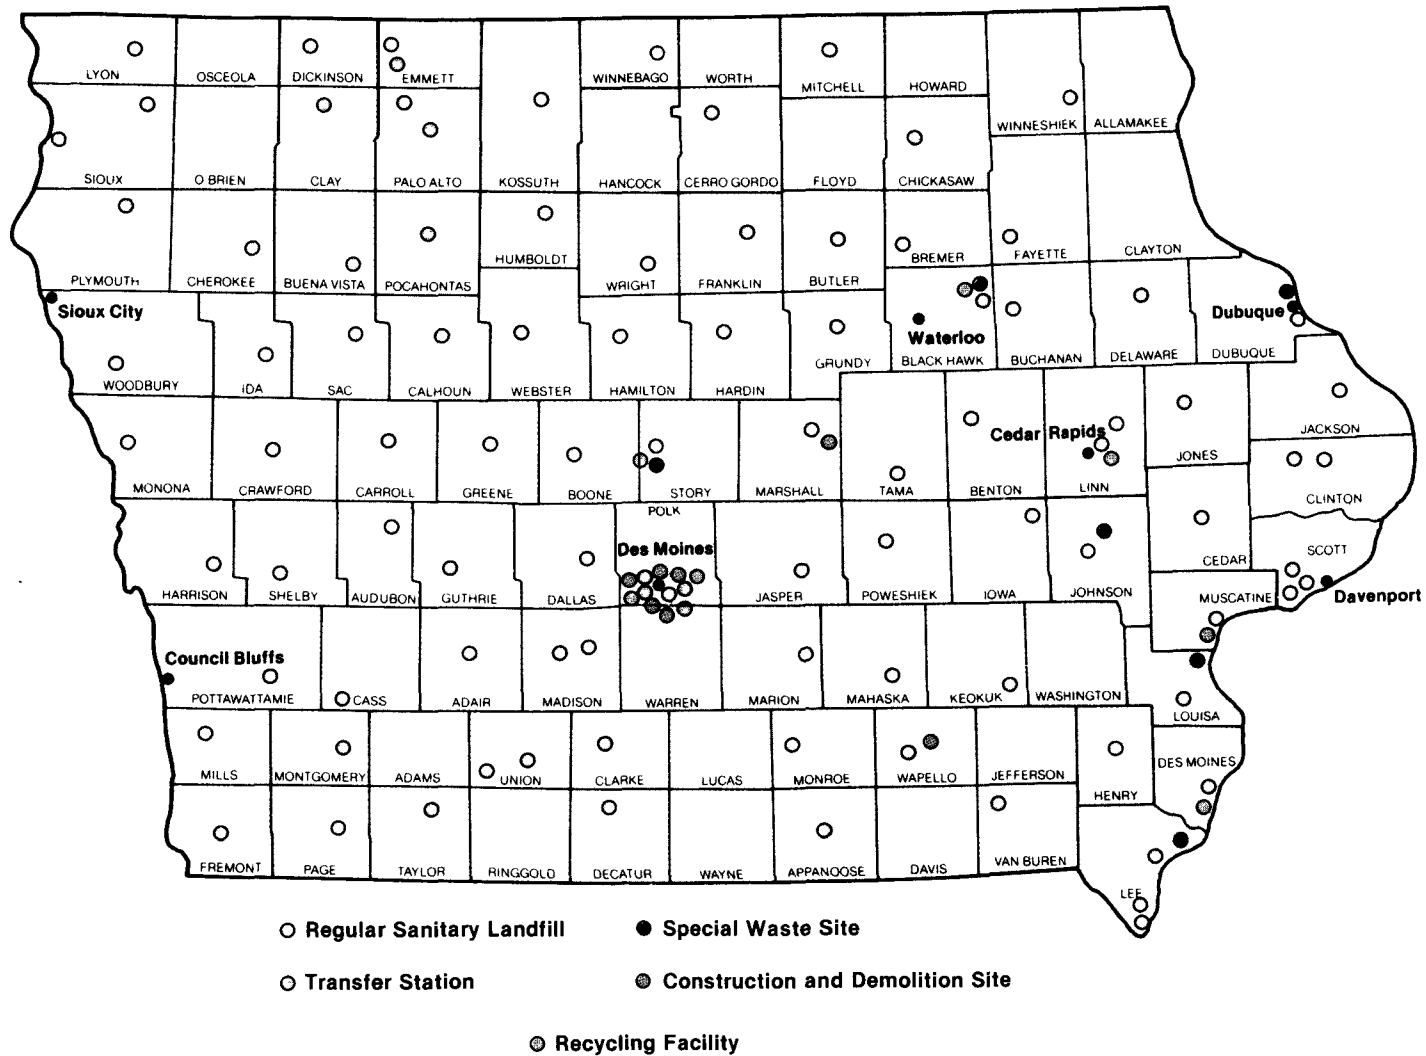 LYON OSCEOLA DICKINSON EMMETT WINNEBAGO WORTH MITCHELL HOWARD
WINNESHIEK ALLAMAKEE
SIOUX O BRIEN CLAY PALO ALTO KOSSUTH HANCOCK CERRO GORDO FLOYD CHICKASAW
HUMBOLDT BREMER FAYETTE CLAYTON
PLYMOUTH CHEROKEE BUENA VISTA POCAHONTAS WRIGHT FRANKLIN BUTLER
Sioux City Dubuque
Waterloo
WOODBURY IDA SAC CALHOUN WEBSTER HAMILTON HARDIN GRUNDY BLACK HAWK BUCHANAN DELAWARE DUBUQUE
Cedar Rapids JACKSON
MONONA CRAWFORD CARROLL GREENE BOONE STORY MARSHALL TAMA BENTON LINN JONES
CLINTON
POLK
Des Moines SCOTT
CEDAR
HARRISON SHELBY AUDUBON GUTHRIE DALLAS JASPER POWESHIEK IOWA JOHNSON MUSCATINE Davenport
Council Bluffs
POTTAWATTAMIE CASS ADAIR MADISON WARREN MARION MAHASKA KEOKUK WASHINGTON
LOUISA
MILLS MONTGOMERY ADAMS UNION CLARKE LUCAS MONROE WAPELLO JEFFERSON DES MOINES
HENRY
FREMONT PAGE TAYLOR RINGGOLD DECATUR WAYNE APPANOOSE DAVIS VAN BUREN
LEE
Regular Sanitary Landfill Special Waste Site
Transfer Station Construction and Demolition Site
Recycling Facility